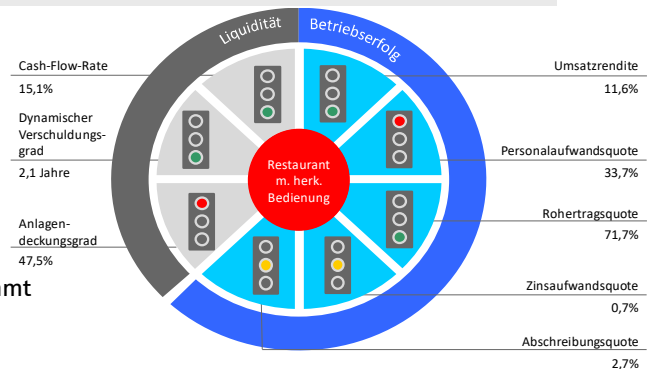 Liquidität
Betriebserfolg
Cash-Flow-Rate
15,1%
Dynamischer
Verschuldungs-
grad
2,1 Jahre
Anlagen-
deckungsgrad
47,5%
Restaurant
m. herk.
Bedienung
Umsatzrendite
11,6%
Personalaufwandsquote
33,7%
Rohertragsquote
71,7%
Zinsaufwandsquote
0,7%
Abschreibungsquote
2,7%